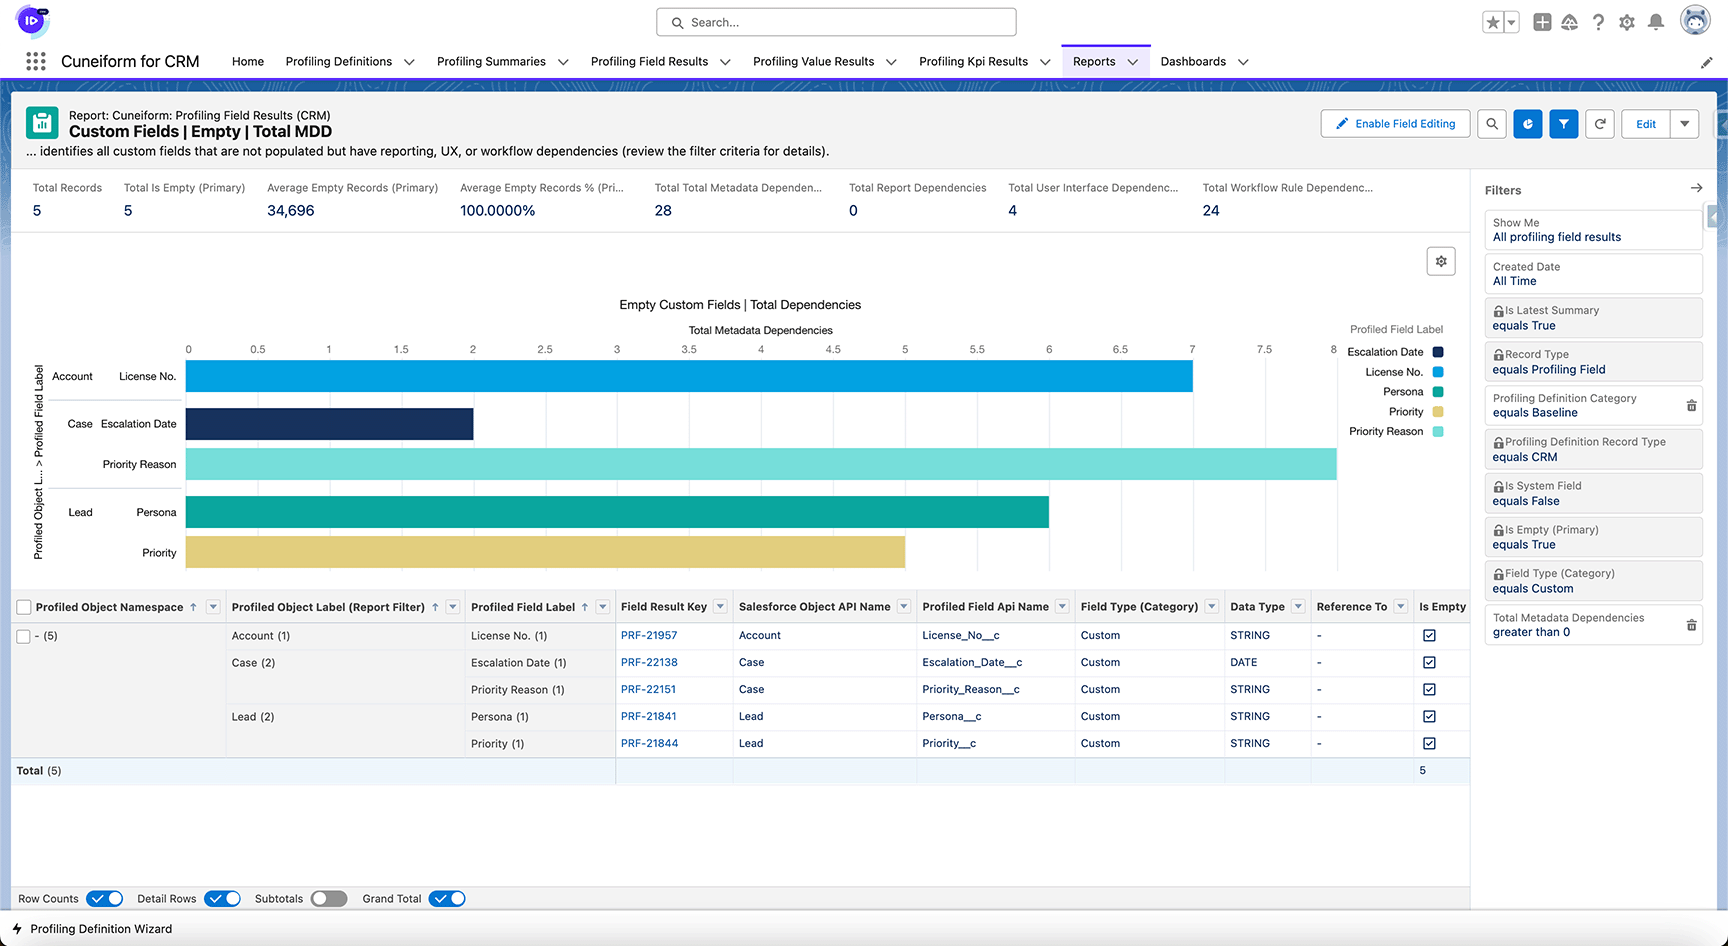 ID
Search...
Cuneiform for CRM
Home
Profiling Definitions
Profiling Summaries
Profiling Field Results
Profiling Value Results
Profiling Kpi Results
Reports
Dashboards
Report: Cuneiform: Profiling Field Results (CRM)
Custom Fields | Empty | Total MDD
... identifies all custom fields that are not populated but have reporting, UX, or workflow dependencies (review the filter criteria for details).
Enable Field Editing
Edit
Total Records
5
Total Is Empty (Primary)
5
Average Empty Records (Primary)
34,696
Average Empty Records % (Pri...
100.0000%
Total Total Metadata Dependen...
28
Total Report Dependencies
0
Total User Interface Dependenc...
4
Total Workflow Rule Dependenc...
24
Empty Custom Fields | Total Dependencies
Total Metadata Dependencies
0 0.5 1 1.5 2 2.5 3 3.5 4 4.5 5 5.5 6 6.5 7 7.5 8
Profiled Object L... > Profiled Field Label
Account License No.
Case Escalation Date
Priority Reason
Lead Persona
Priority
Profiled Field Label
Escalation Date
License No.
Persona
Priority
Priority Reason
Profiled Object Namespace Profiled Object Label (Report Filter) Profiled Field Label Field Result Key Salesforce Object API Name Profiled Field Api Name Field Type (Category) Data Type Reference To Is Empty
- (5) Account (1) License No. (1) PRF-21957 Account License_No__c Custom STRING -
Case (2) Escalation Date (1) PRF-22138 Case Escalation_Date__c Custom DATE -
Priority Reason (1) PRF-22151 Case Priority_Reason__c Custom STRING -
Lead (2) Persona (1) PRF-21841 Lead Persona__c Custom STRING -
Priority (1) PRF-21844 Lead Priority__c Custom STRING -
Total (5) 5
Filters
Show Me
All profiling field results
Created Date
All Time
Is Latest Summary
equals True
Record Type
equals Profiling Field
Profiling Definition Category
equals Baseline
Profiling Definition Record Type
equals CRM
Is System Field
equals False
Is Empty (Primary)
equals True
Field Type (Category)
equals Custom
Total Metadata Dependencies
greater than 0
Row Counts
Detail Rows
Subtotals
Grand Total
Profiling Definition Wizard